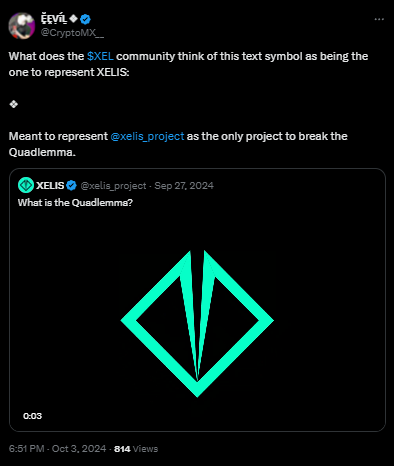 ĔĘVĺL ❖
@CryptoMX__
What does the $XEL community think of this text symbol as being the
one to represent XELIS:
❖
Meant to represent @xelis_project as the only project to break the
Quadlemma.
XELIS @xelis_project · Sep 27, 2024
What is the Quadlemma?
0:03
6:51 PM · Oct 3, 2024 · 814 Views